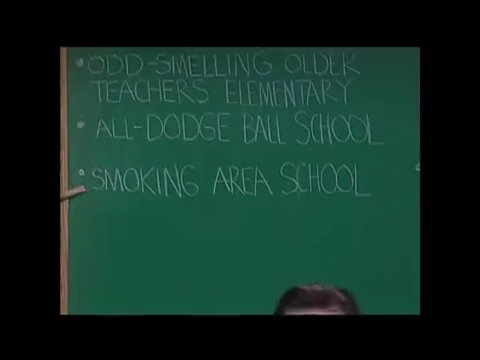 • ODD-SMELLING OLDER
TEACHERS ELEMENTARY
• ALL-DODGE BALL SCHOOL
• SMOKING AREA SCHOOL